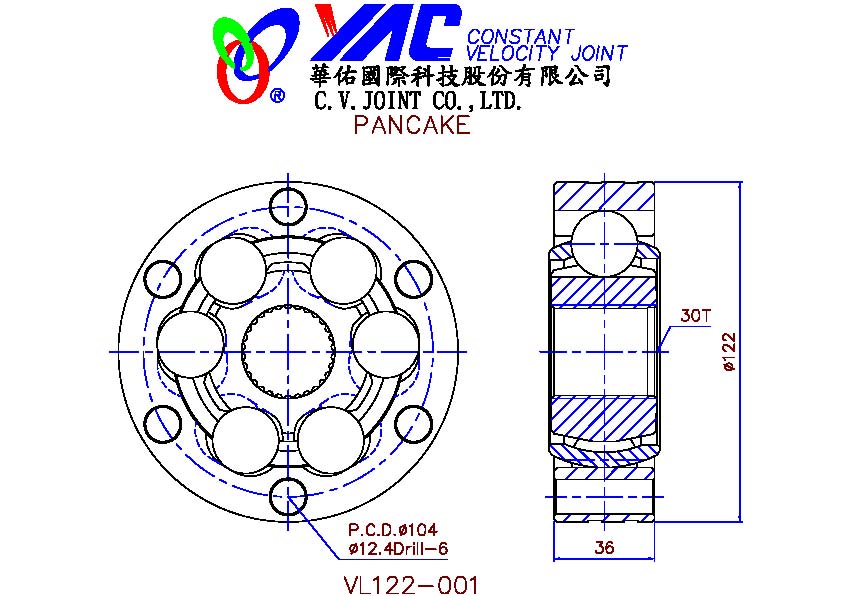 YAC CONSTANT
VELOCITY JOINT
®
華佑國際科技股份有限公司
C.V.JOINT CO.,LTD.
PANCAKE
30T
ø122
P.C.D.ø104
ø12.4Drill-6
36
VL122-001